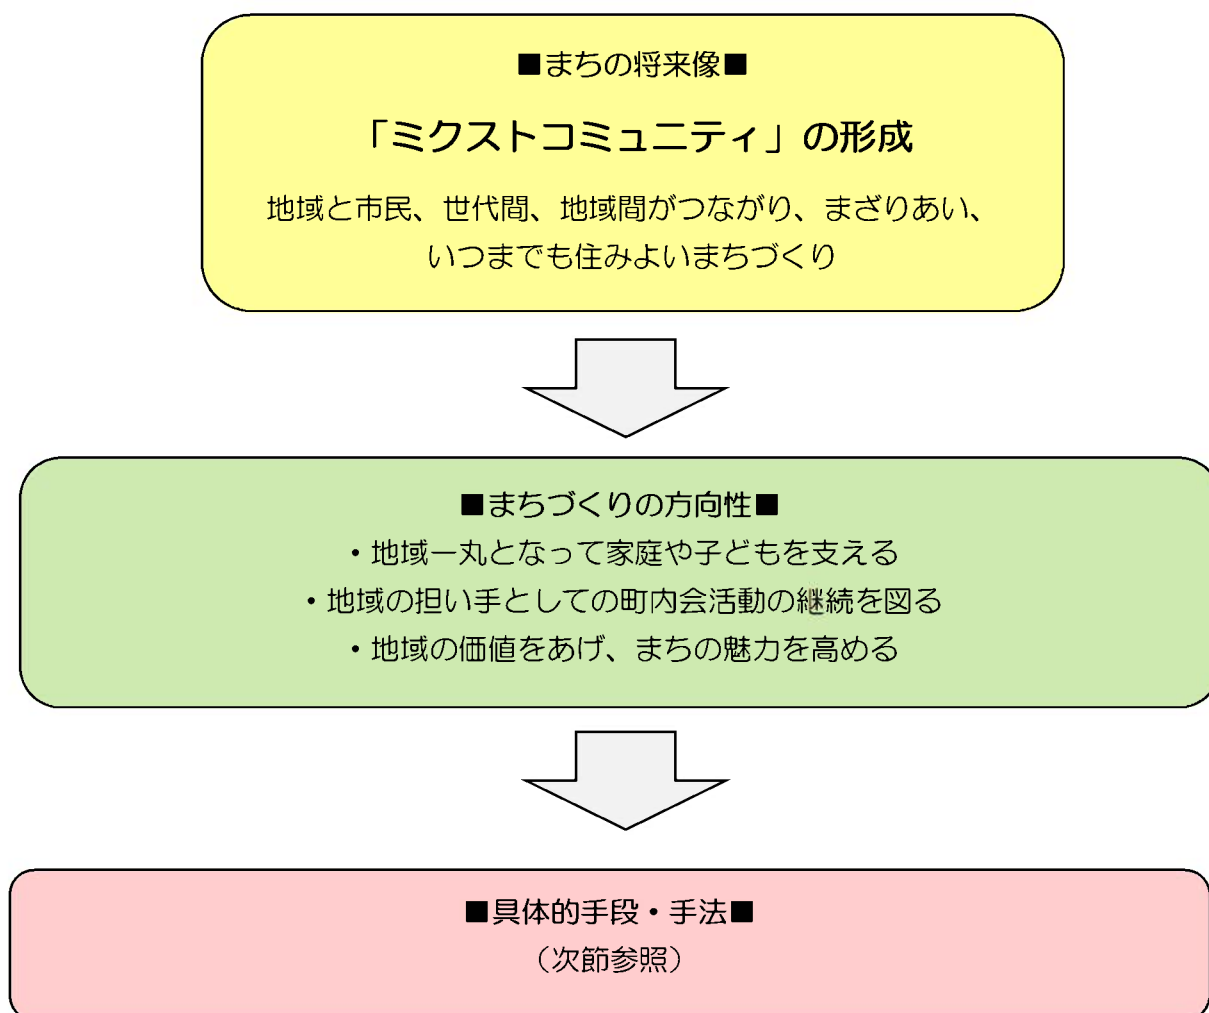 ■まちの将来像■
「ミクストコミュニティ」の形成
地域と市民、世代間、地域間がつながり、まざりあい、
いつまでも住みよいまちづくり
■まちづくりの方向性■
・地域一丸となって家庭や子どもを支える
・地域の担い手としての町内会活動の継続を図る
・地域の価値をあげ、まちの魅力を高める
■具体的手段・手法■
（次節参照）